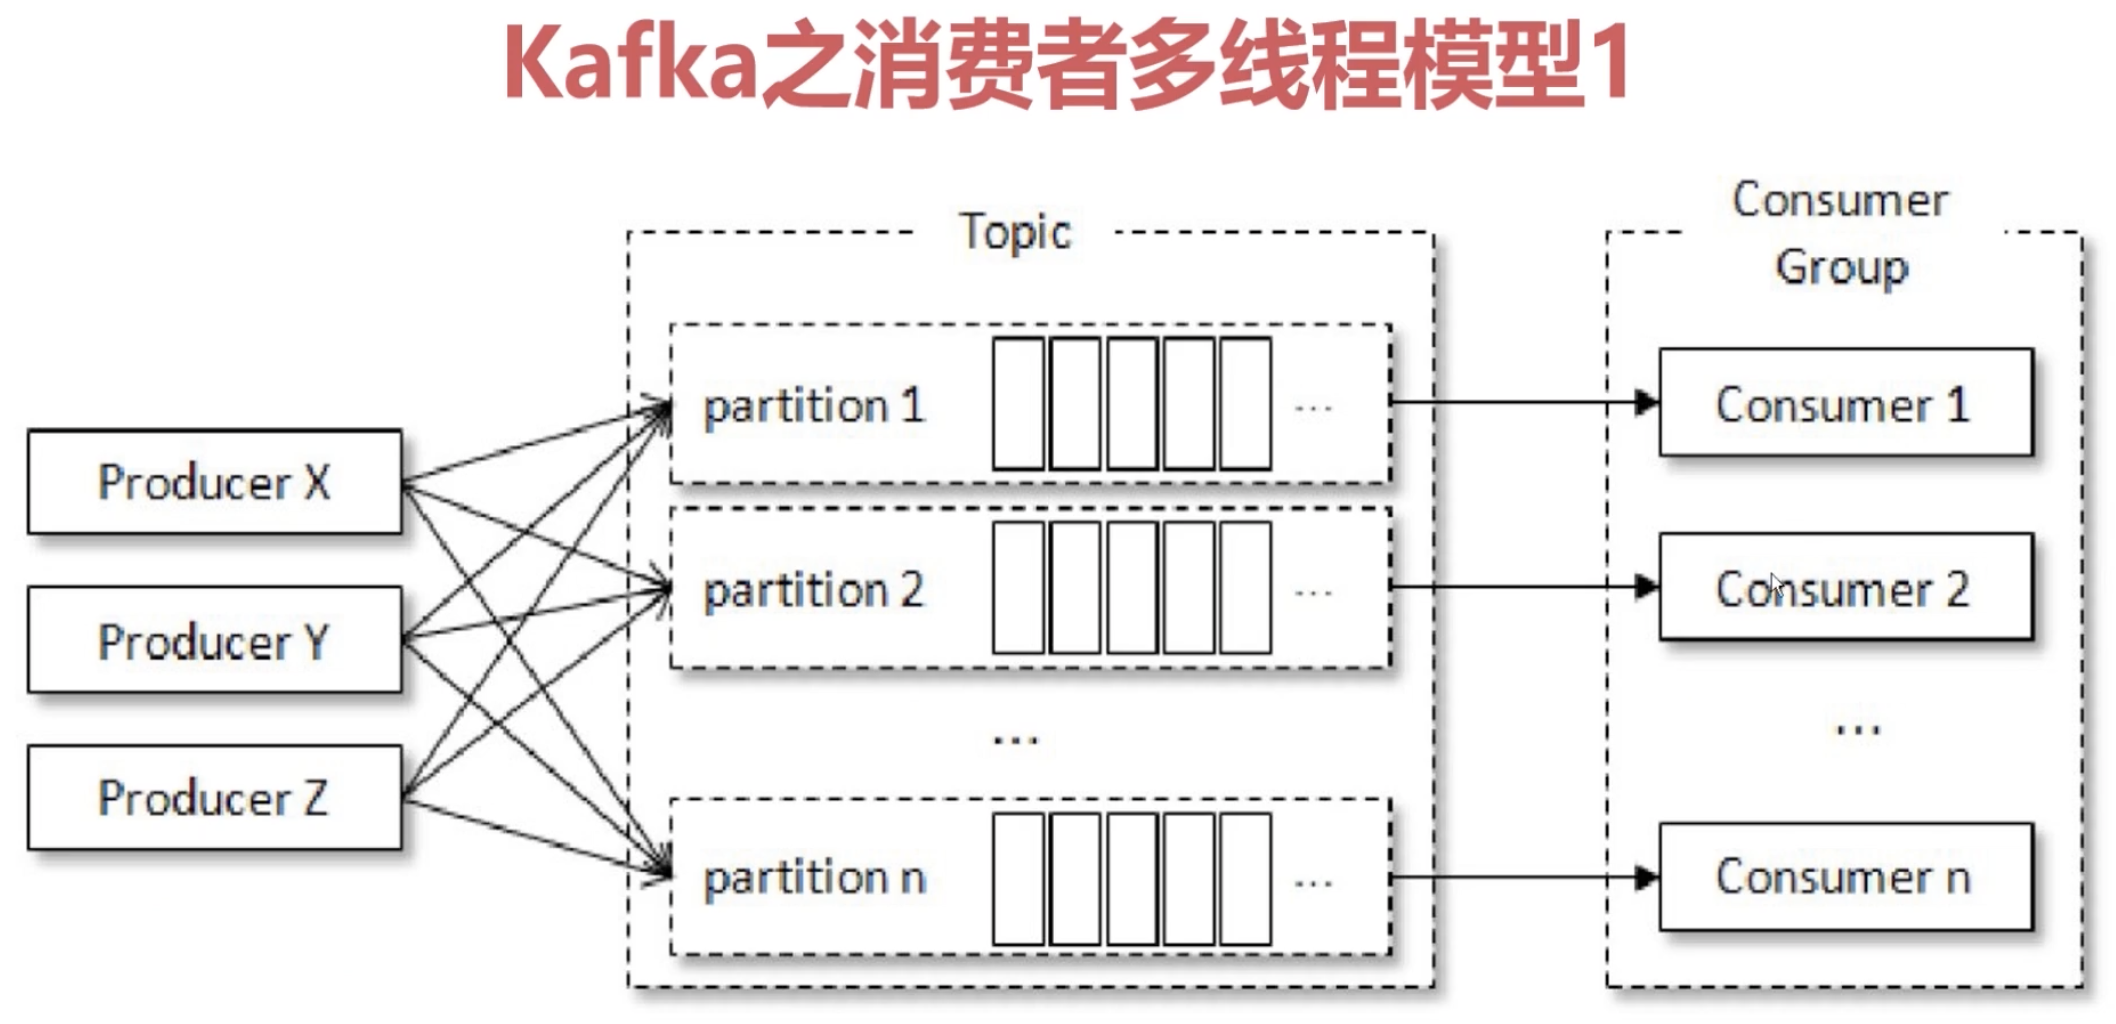 Kafka之消费者多线程模型1
Producer X
Producer Y
Producer Z
Topic
partition 1 ...
partition 2 ...
...
partition n ...
Consumer
Group
Consumer 1
Consumer 2
...
Consumer n